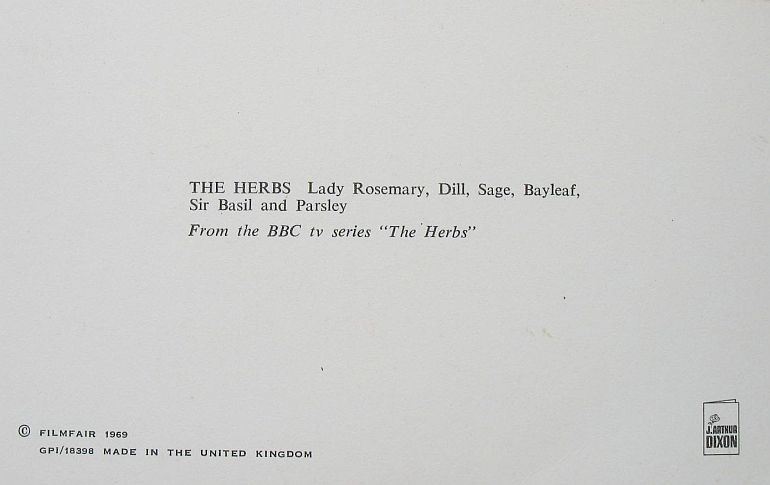 THE HERBS Lady Rosemary, Dill, Sage, Bayleaf,
Sir Basil and Parsley
From the BBC tv series “The Herbs”
© FILMFAIR 1969
GPI/18398 MADE IN THE UNITED KINGDOM
J. ARTHUR
DIXON